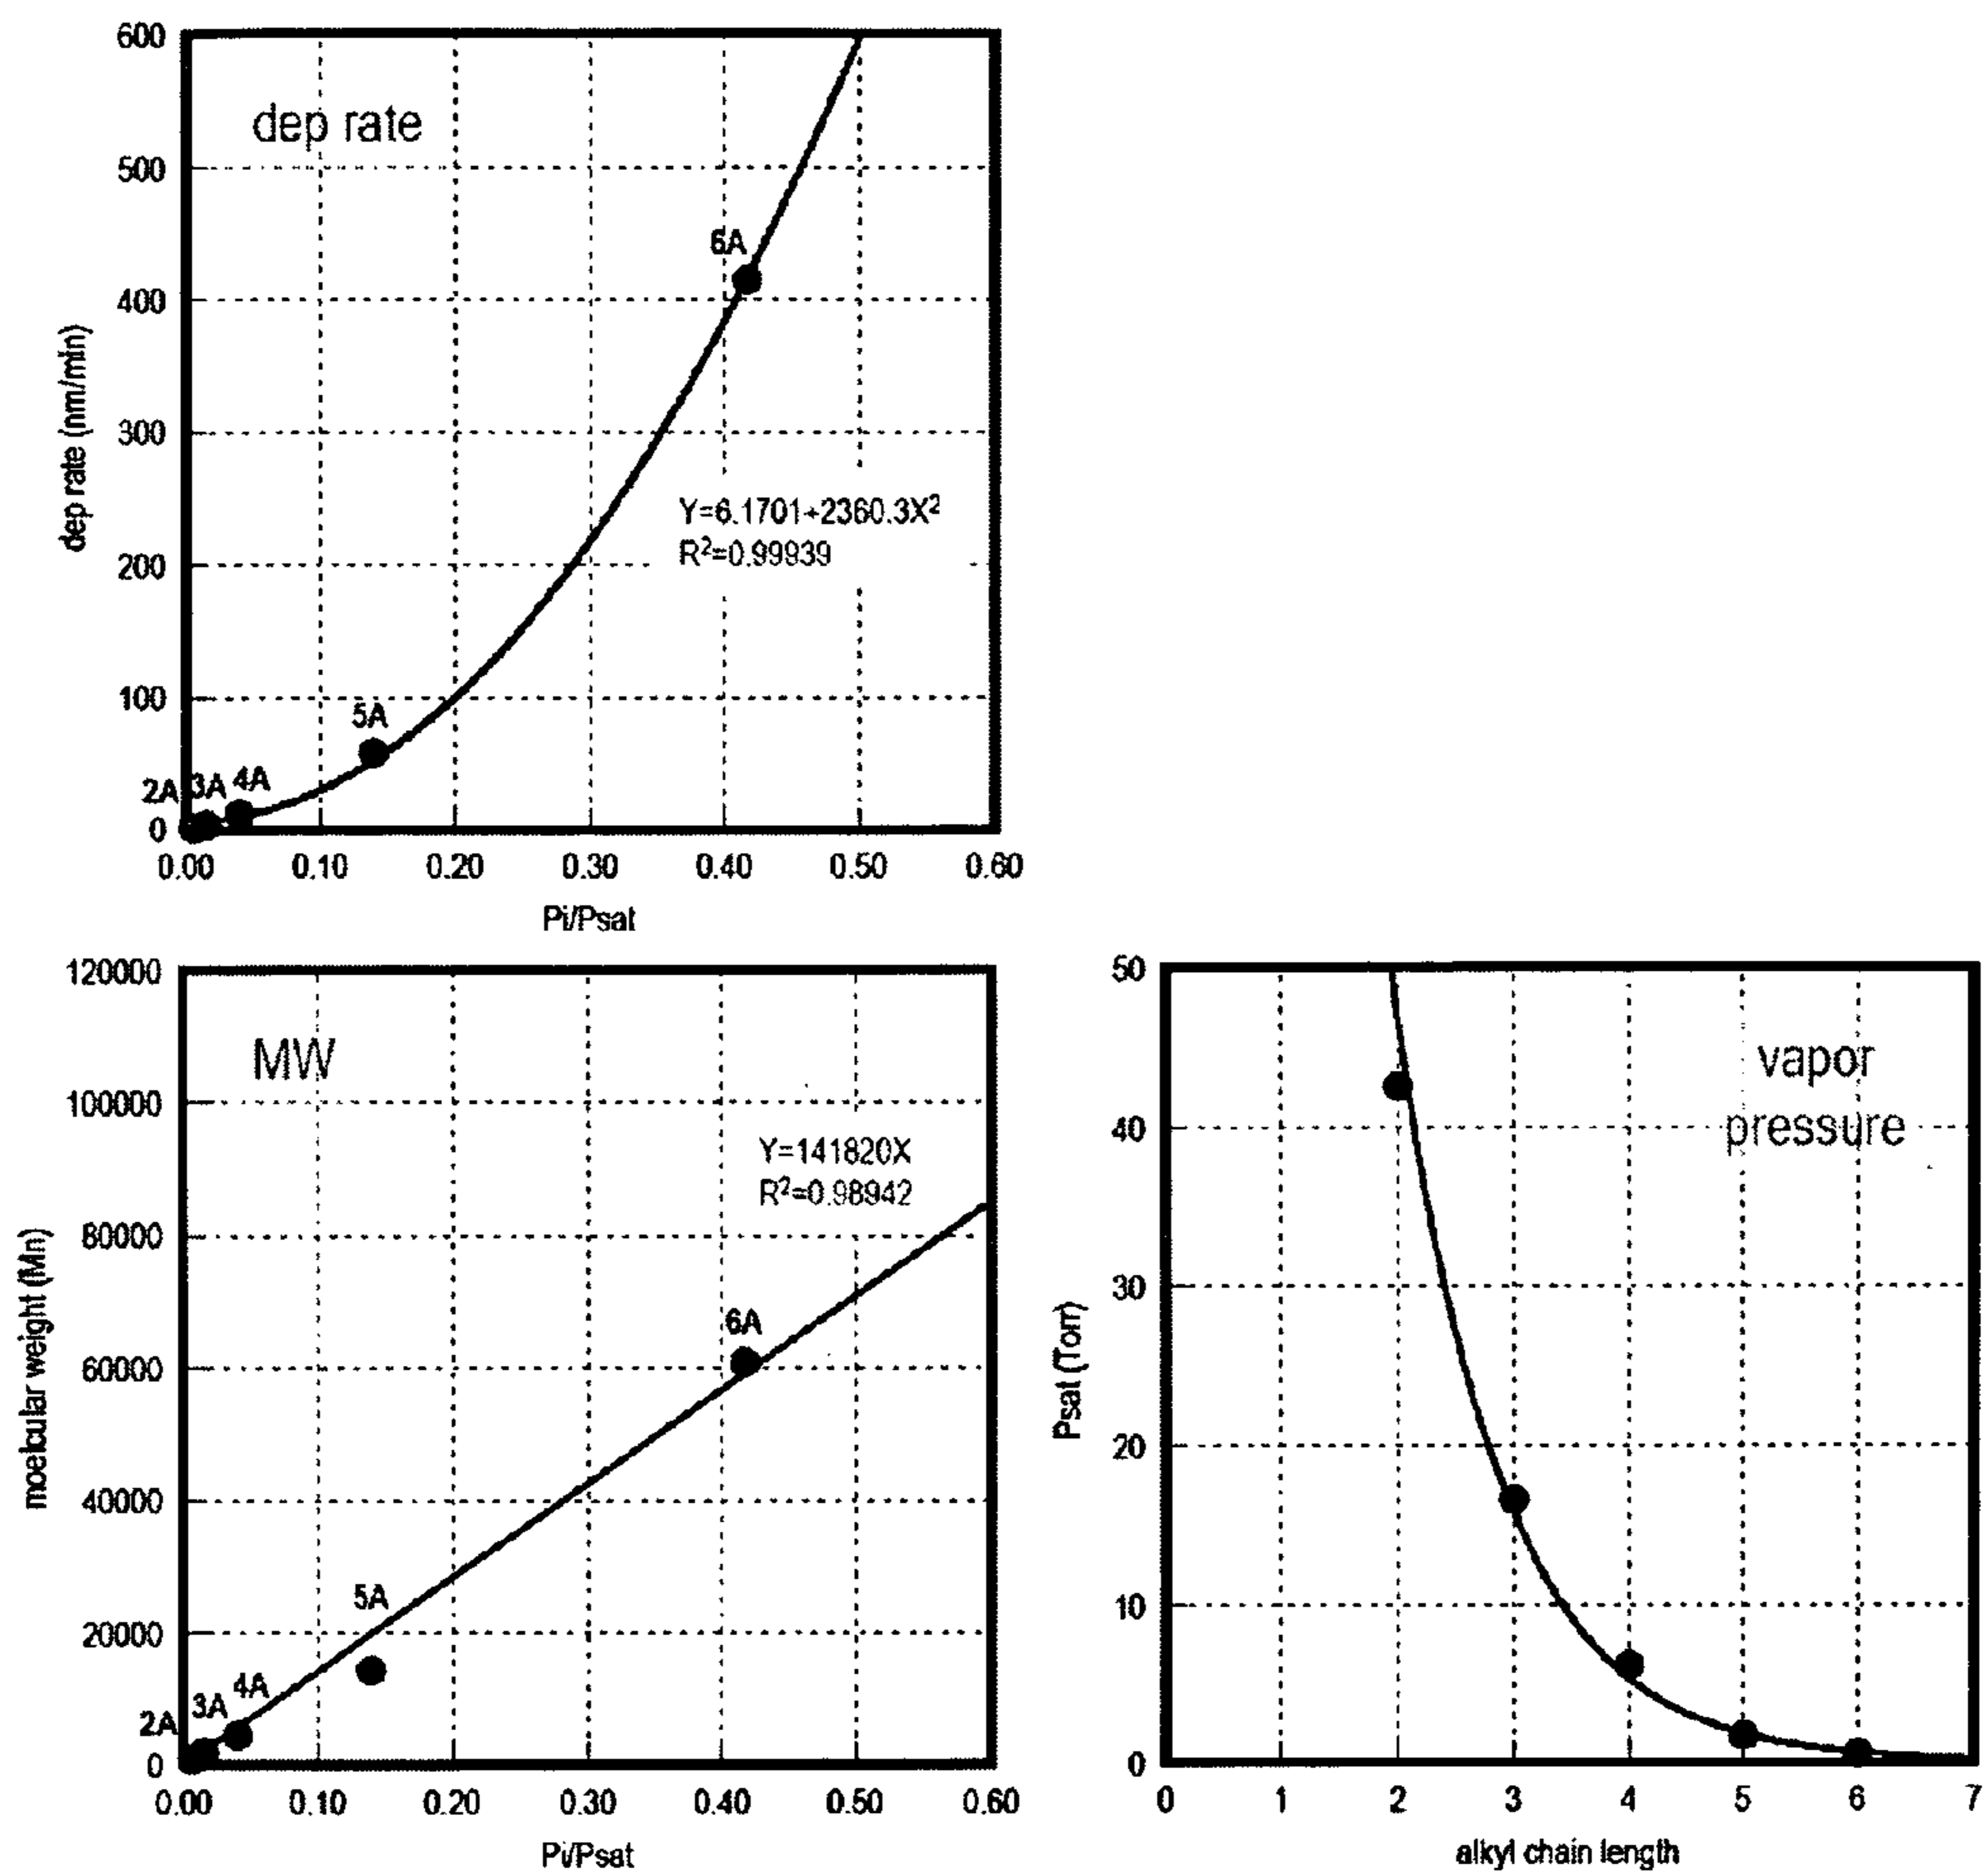 600
500
400
300
200
100
0
dep rate (nm/min)
dep rate
2A
3A
4A
5A
6A
Y=6.1701+2360.3X²
R²=0.99939
0.00
0.10
0.20
0.30
0.40
0.50
0.60
Pi/Psat
120000
100000
80000
60000
40000
20000
0
moelcular weight (Mn)
MW
2A
3A
4A
5A
6A
Y=141820X
R²=0.98942
0.00
0.10
0.20
0.30
0.40
0.50
0.60
Pi/Psat
50
40
30
20
10
0
Psat (Torr)
vapor
pressure
0
1
2
3
4
5
6
7
alkyl chain length